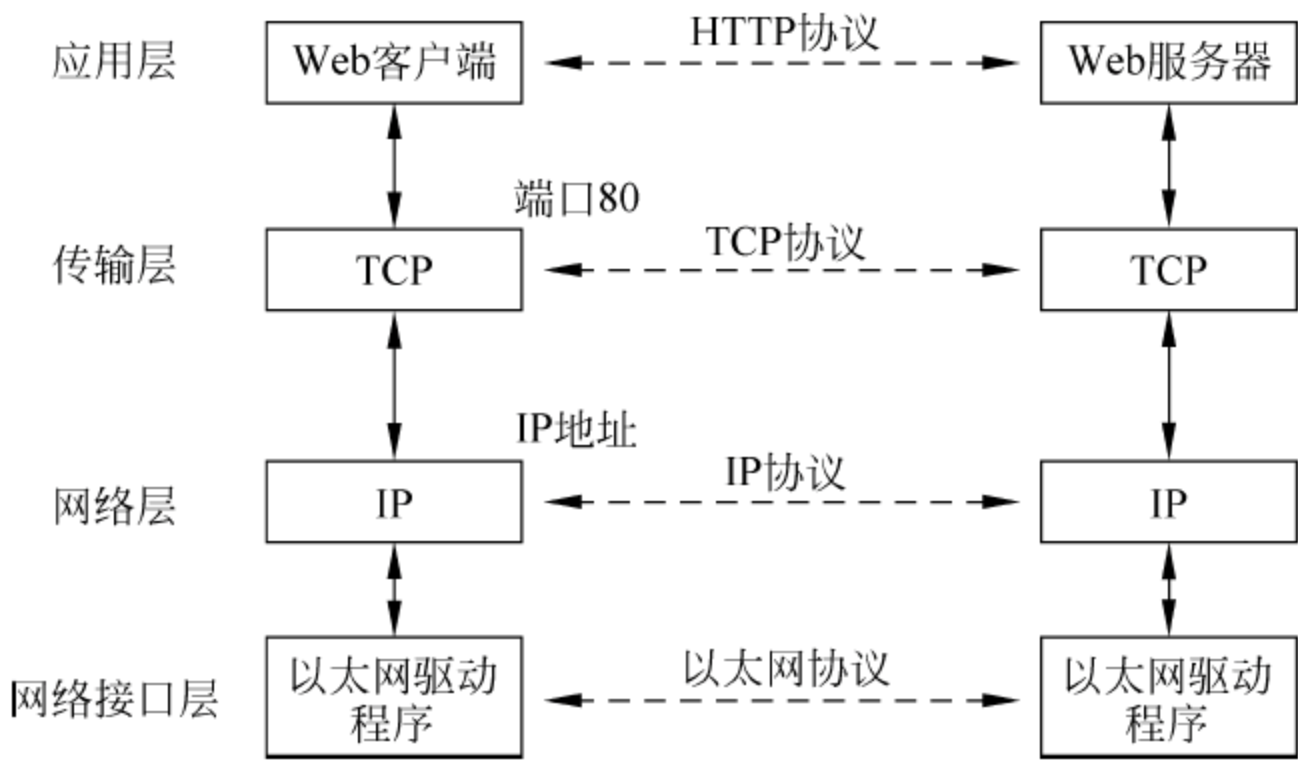 应用层
Web客户端
HTTP协议
Web服务器
端口80
传输层
TCP
TCP协议
TCP
IP地址
网络层
IP
IP协议
IP
网络接口层
以太网驱动
程序
以太网协议
以太网驱动
程序